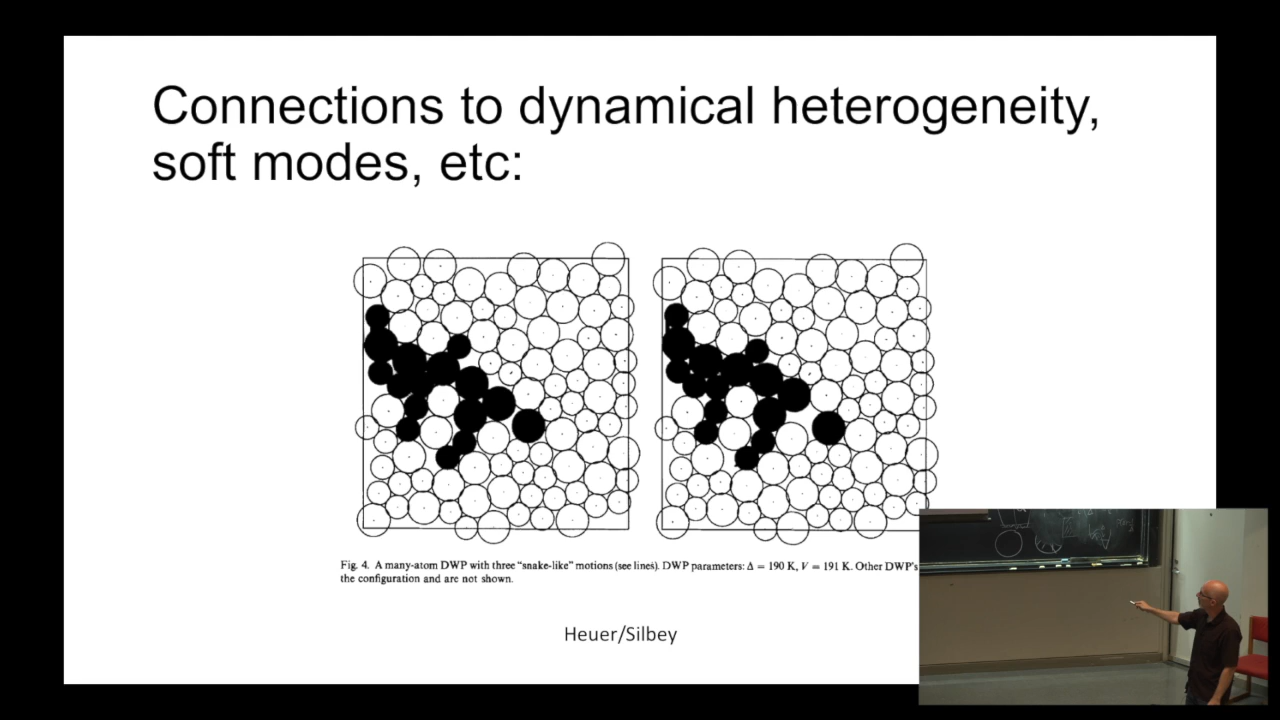 Connections to dynamical heterogeneity,
soft modes, etc:
Fig. 4. A many-atom DWP with three "snake-like" motions (see lines). DWP parameters: Δ = 190 K, V = 191 K. Other DWP's
the configuration and are not shown.
Heuer/Silbey